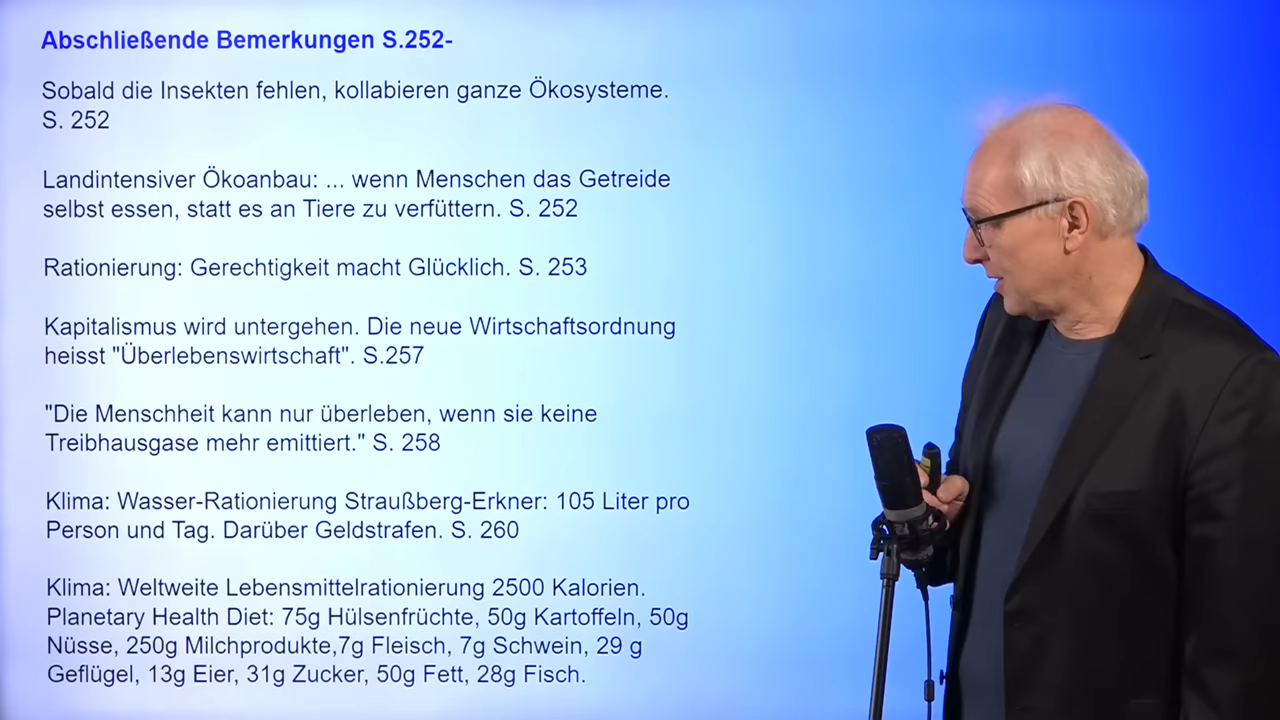 Abschließende Bemerkungen S.252-
Sobald die Insekten fehlen, kollabieren ganze Ökosysteme.
S. 252
Landintensiver Ökoanbau: ... wenn Menschen das Getreide
selbst essen, statt es an Tiere zu verfüttern. S. 252
Rationierung: Gerechtigkeit macht Glücklich. S. 253
Kapitalismus wird untergehen. Die neue Wirtschaftsordnung
heisst "Überlebenswirtschaft". S.257
"Die Menschheit kann nur überleben, wenn sie keine
Treibhausgase mehr emittiert." S. 258
Klima: Wasser-Rationierung Straußberg-Erkner: 105 Liter pro
Person und Tag. Darüber Geldstrafen. S. 260
Klima: Weltweite Lebensmittelrationierung 2500 Kalorien.
Planetary Health Diet: 75g Hülsenfrüchte, 50g Kartoffeln, 50g
Nüsse, 250g Milchprodukte,7g Fleisch, 7g Schwein, 29 g
Geflügel, 13g Eier, 31g Zucker, 50g Fett, 28g Fisch.